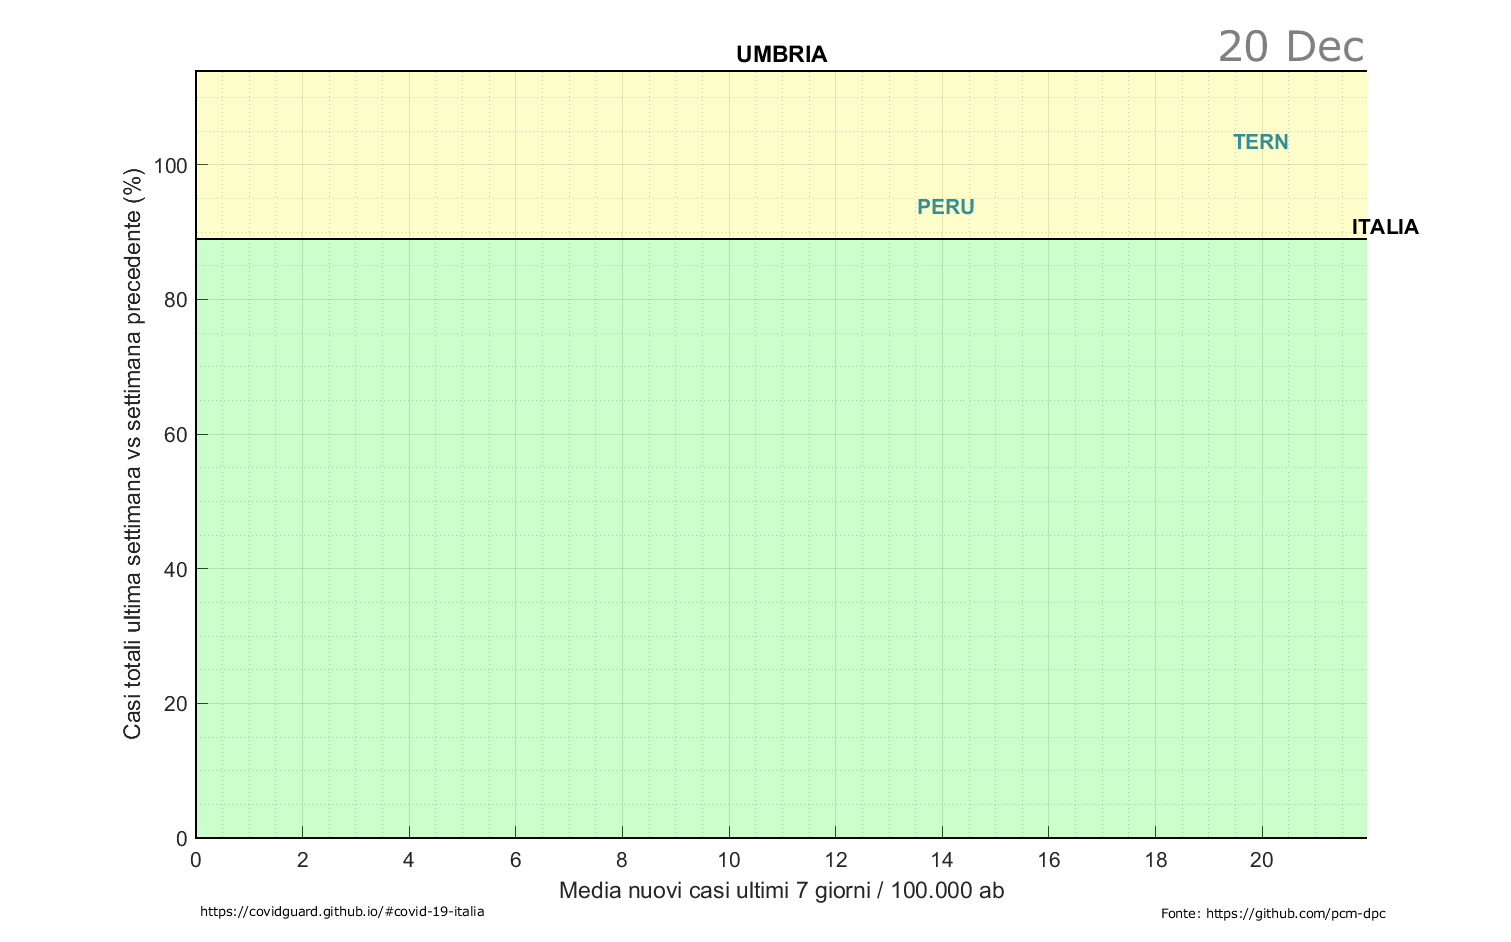 UMBRIA
20 Dec
TERN
PERU
ITALIA
Casi totali ultima settimana vs settimana precedente (%)
100
80
60
40
20
0
0 2 4 6 8 10 12 14 16 18 20
Media nuovi casi ultimi 7 giorni / 100.000 ab
https://covidguard.github.io/#covid-19-italia
Fonte: https://github.com/pcm-dpc